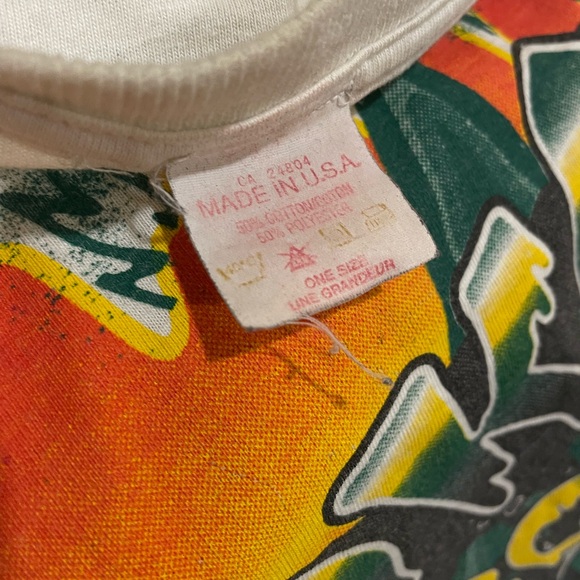 CA 24804
MADE IN U.S.A.
50% COTTON/COTON
50% POLYESTER
ONE SIZE
UNE GRANDEUR